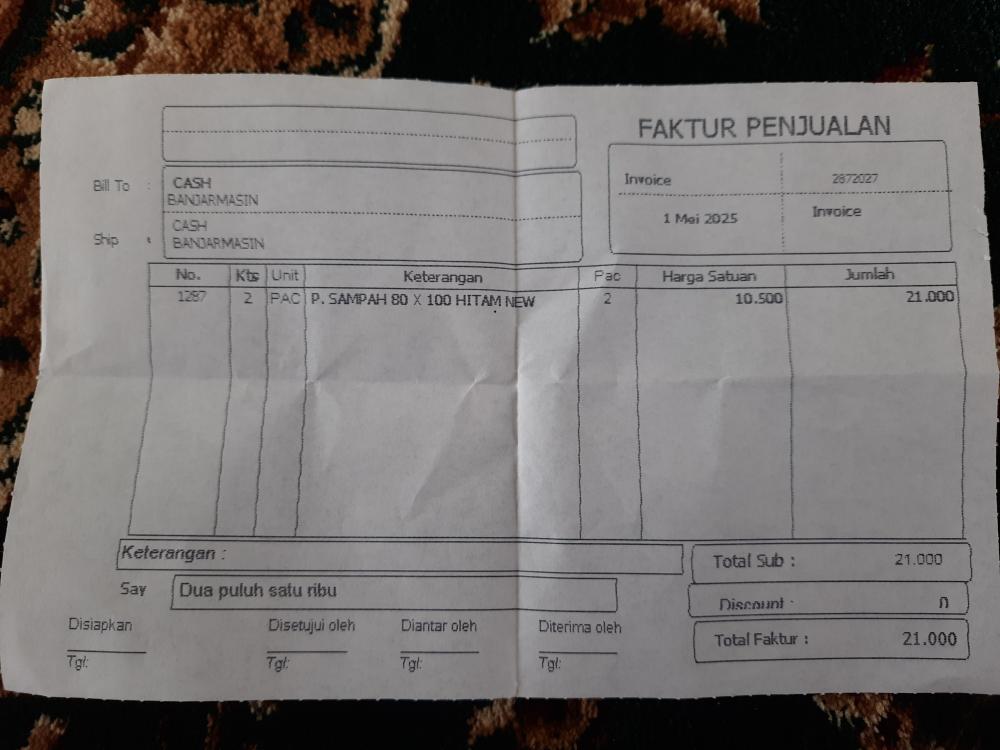 FAKTUR PENJUALAN
Invoice 2872027
1 Mei 2025 Invoice
Bill To : CASH
BANJARMASIN
Ship : CASH
BANJARMASIN
No. Kts Unit Keterangan Pac Harga Satuan Jumlah
1287 2 PAC P. SAMPAH 80 X 100 HITAM NEW 2 10.500 21.000
Keterangan :
Say Dua puluh satu ribu
Total Sub : 21.000
Discount : 0
Total Faktur : 21.000
Disiapkan Disetujui oleh Diantar oleh Diterima oleh
Tgl: Tgl: Tgl: Tgl: